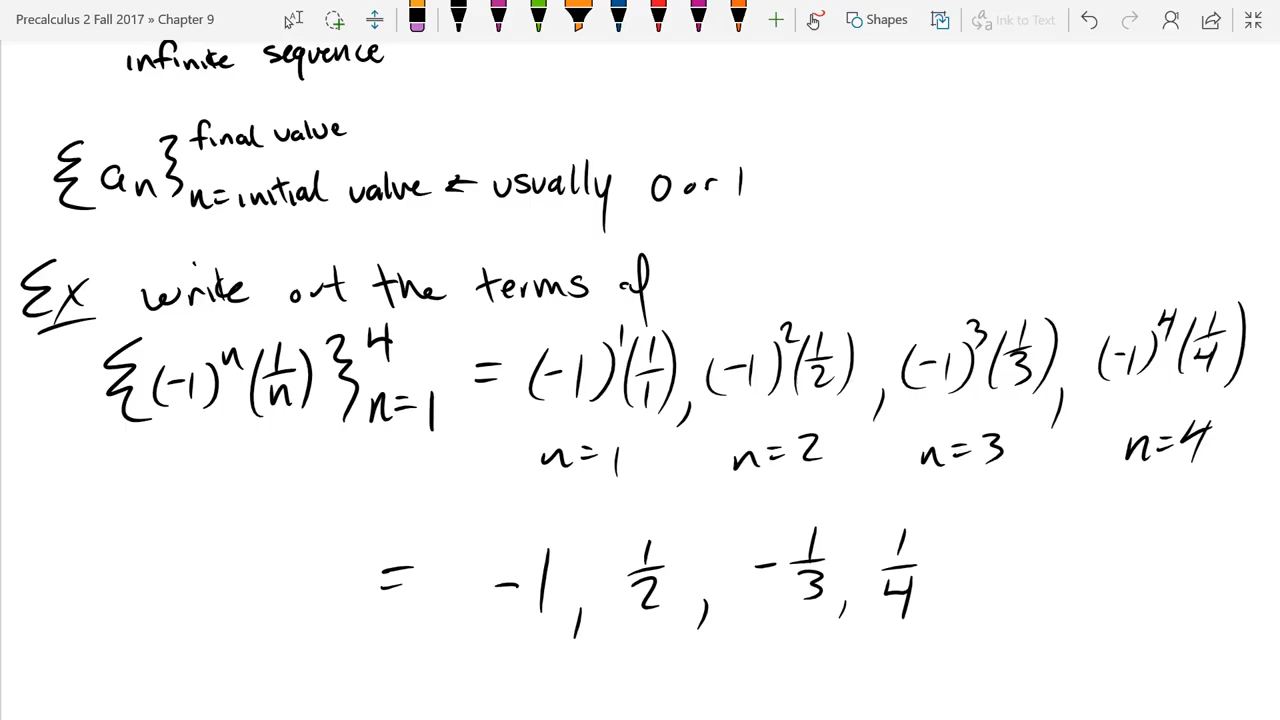 Precalculus 2 Fall 2017 » Chapter 9
Shapes
Ink to Text
infinite sequence
{a_n}_{n=initial value}^{final value} ← usually 0 or 1
Ex write out the terms of
{(-1)^n (1/n)}_{n=1}^{4} = (-1)^1 (1/1), (-1)^2 (1/2), (-1)^3 (1/3), (-1)^4 (1/4)
n=1 n=2 n=3 n=4
= -1, 1/2, -1/3, 1/4